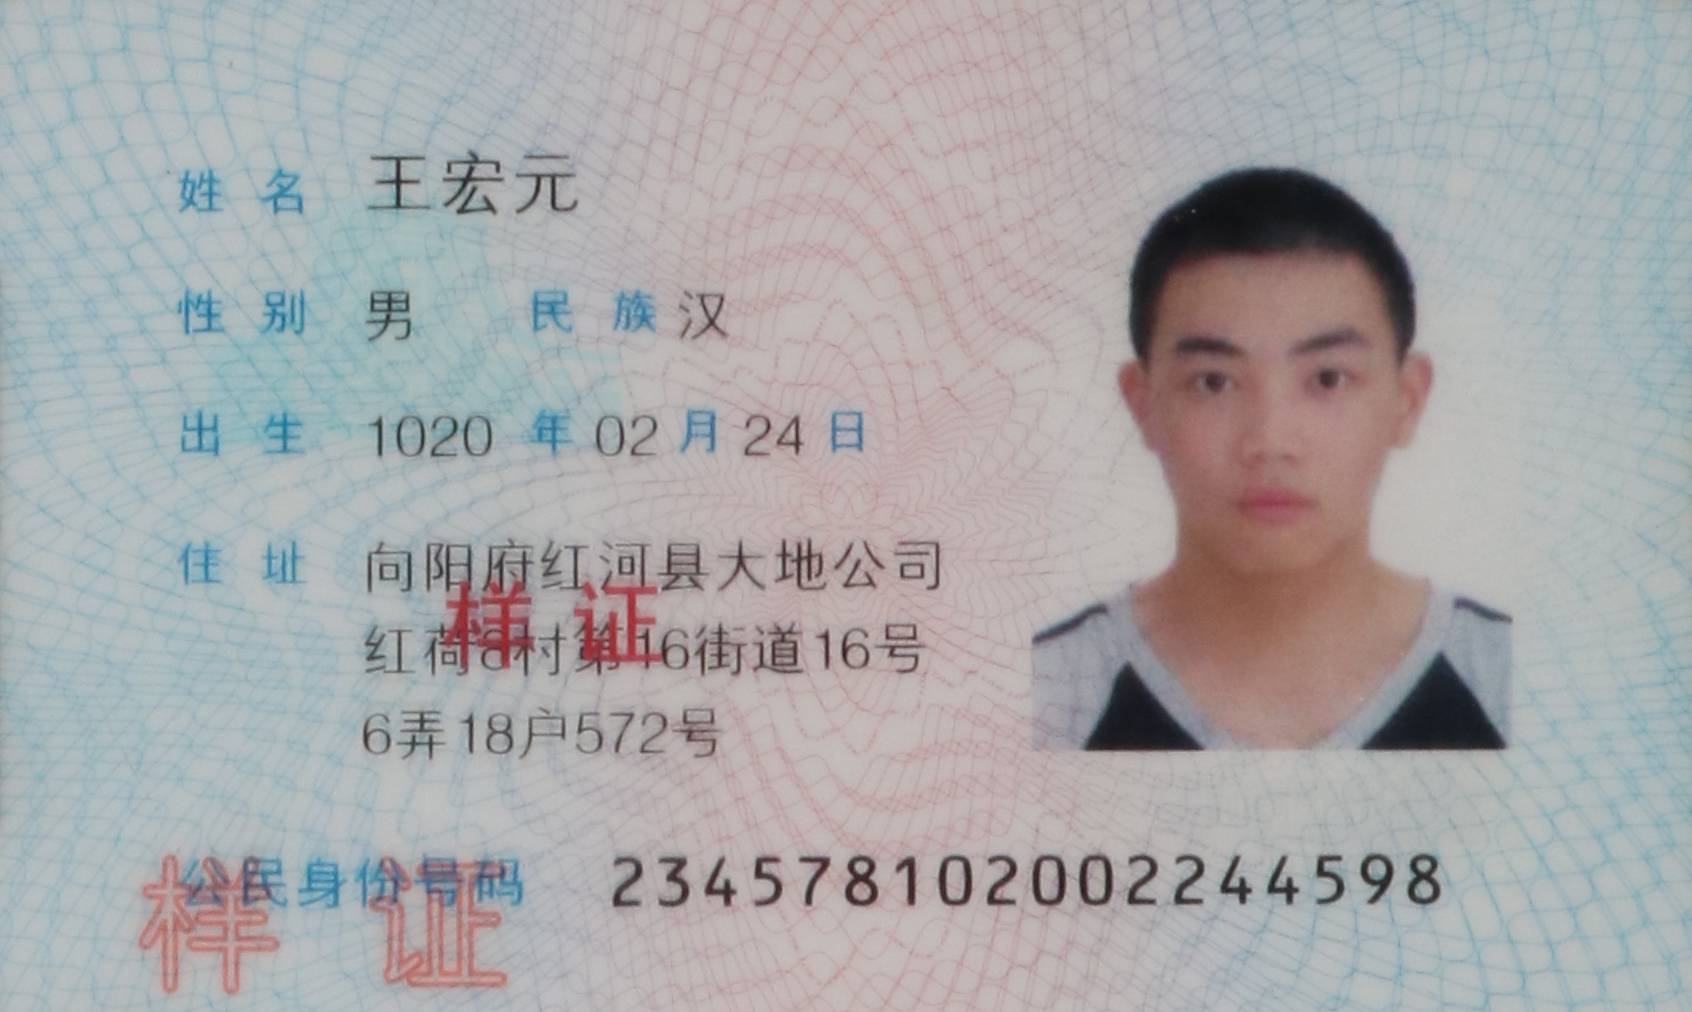 姓名 王宏元
性别 男 民族 汉
出生 1020 年 02 月 24 日
住址 向阳府红河县大地公司
样证
红荷8村第16街道16号
6弄18户572号
公民身份号码 234578102002244598
样证